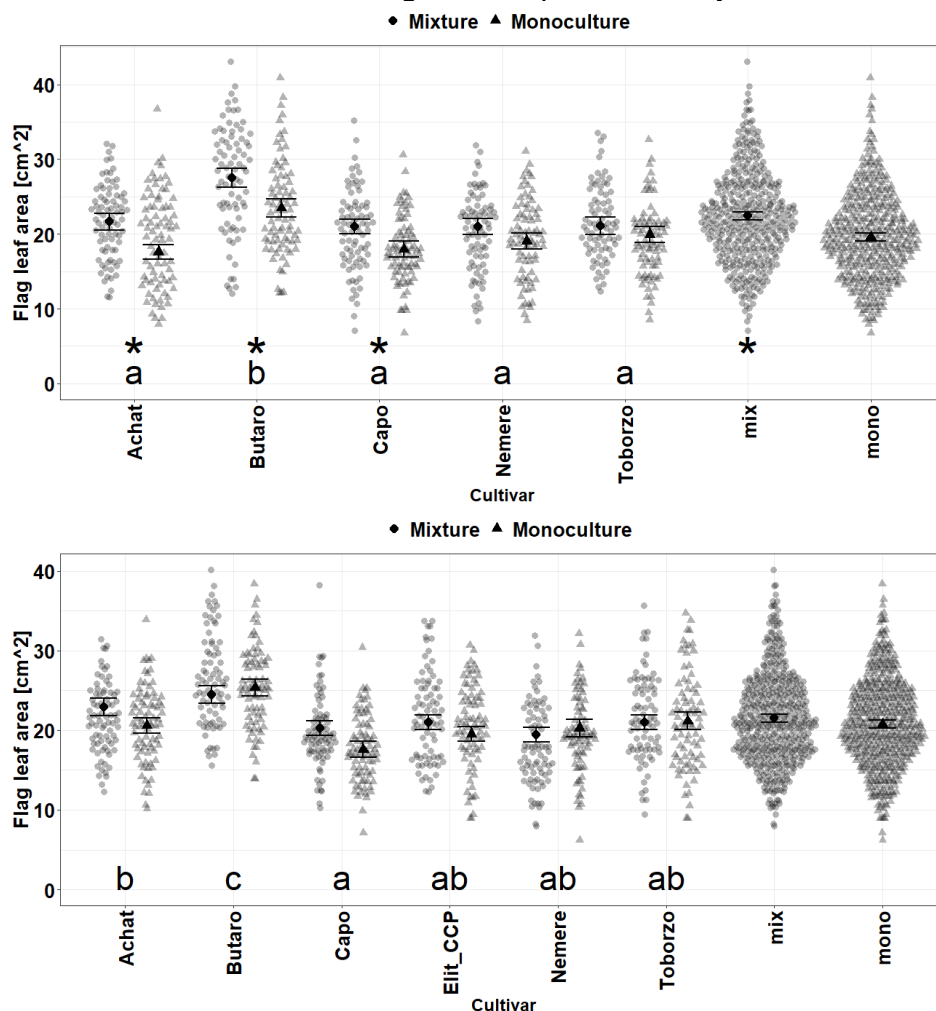 Mixture Monoculture
Flag leaf area [cm^2]
40
30
20
10
0
* * * *
a b a a a
Achat Butaro Capo Nemere Toborzo mix mono
Cultivar
Mixture Monoculture
Flag leaf area [cm^2]
40
30
20
10
0
b c a ab ab ab
Achat Butaro Capo Elit_CCP Nemere Toborzo mix mono
Cultivar